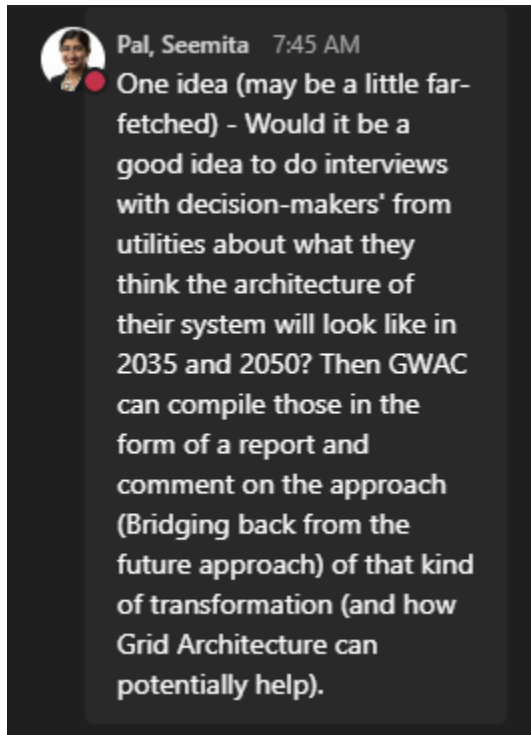 Pal, Seemita 7:45 AM
One idea (may be a little far-
fetched) - Would it be a
good idea to do interviews
with decision-makers' from
utilities about what they
think the architecture of
their system will look like in
2035 and 2050? Then GWAC
can compile those in the
form of a report and
comment on the approach
(Bridging back from the
future approach) of that kind
of transformation (and how
Grid Architecture can
potentially help).